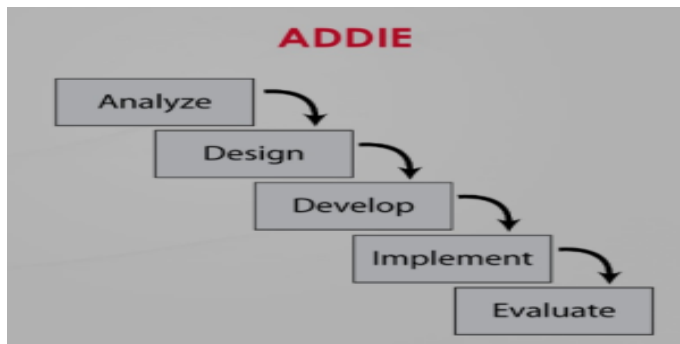 ADDIE
Analyze
Design
Develop
Implement
Evaluate